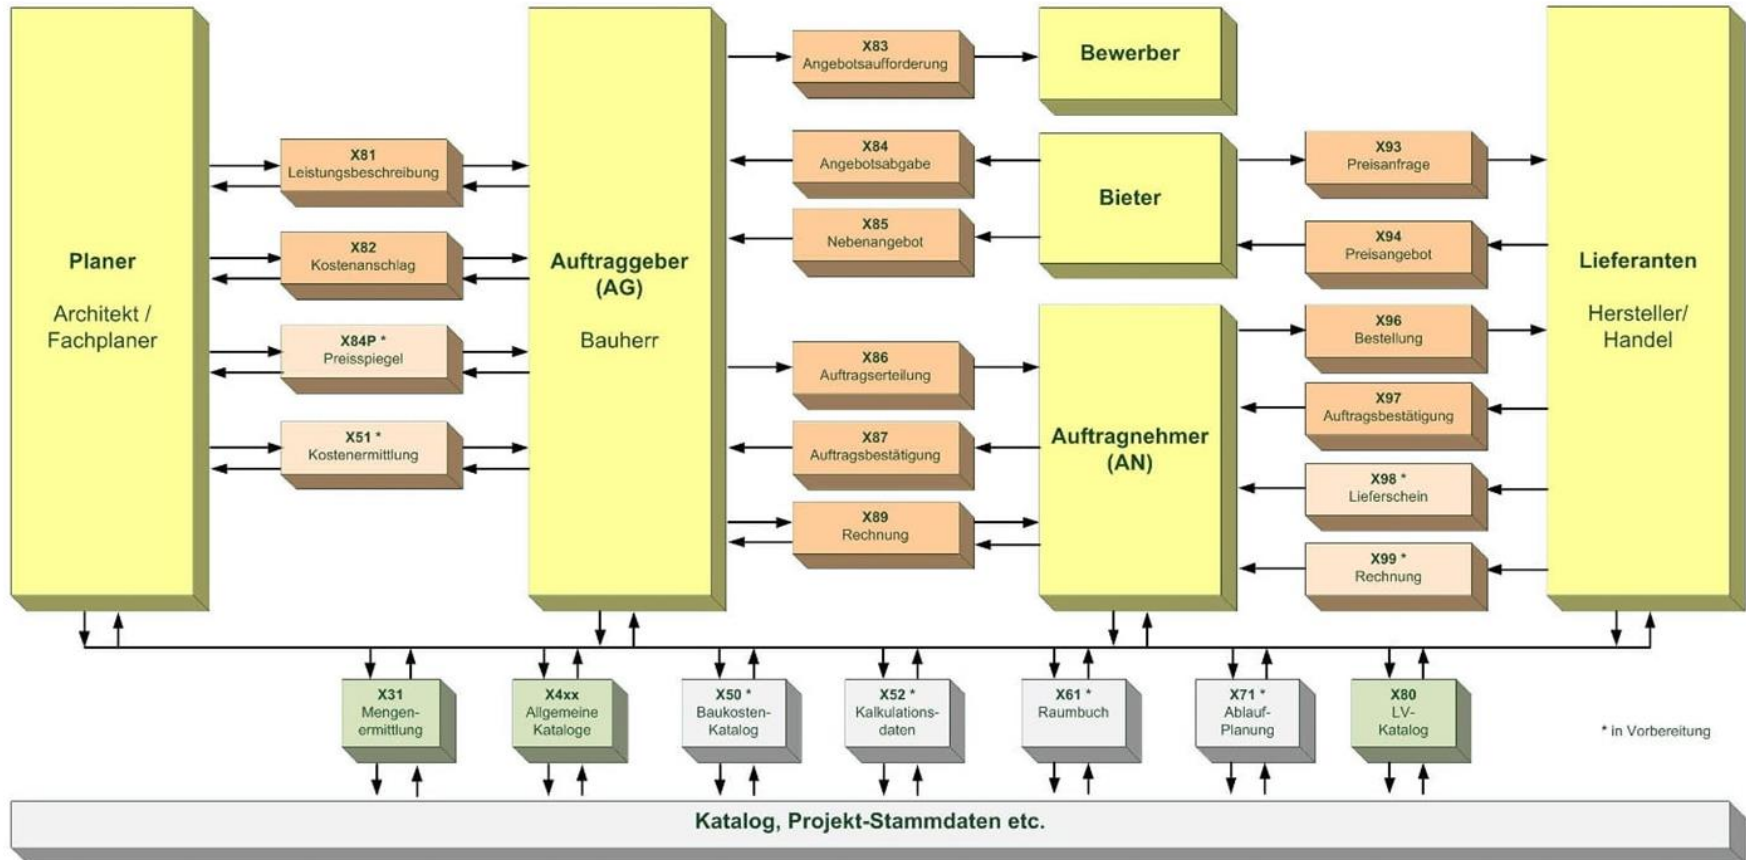 Planer
Architekt /
Fachplaner
X81
Leistungsbeschreibung
X82
Kostenanschlag
X84P *
Preisspiegel
X51 *
Kostenermittlung
Auftraggeber
(AG)
Bauherr
X83
Angebotsaufforderung
X84
Angebotsabgabe
X85
Nebenangebot
X86
Auftragserteilung
X87
Auftragsbestätigung
X89
Rechnung
Bewerber
Bieter
Auftragnehmer
(AN)
X93
Preisanfrage
X94
Preisangebot
X96
Bestellung
X97
Auftragsbestätigung
X98 *
Lieferschein
X99 *
Rechnung
Lieferanten
Hersteller/
Handel
X31
Mengen-
ermittlung
X4xx
Allgemeine
Kataloge
X50 *
Baukosten-
Katalog
X52 *
Kalkulations-
daten
X61 *
Raumbuch
X71 *
Ablauf-
Planung
X80
LV-
Katalog
* in Vorbereitung
Katalog, Projekt-Stammdaten etc.